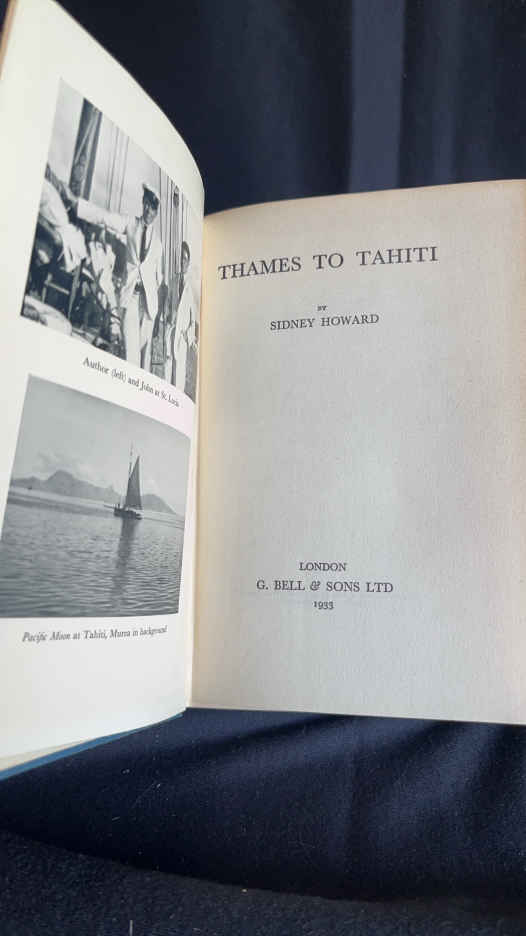 Author (left) and John at St. Lucia
Pacific Moon at Tahiti, Murea in background
THAMES TO TAHITI
BY
SIDNEY HOWARD
LONDON
G. BELL & SONS LTD
1933